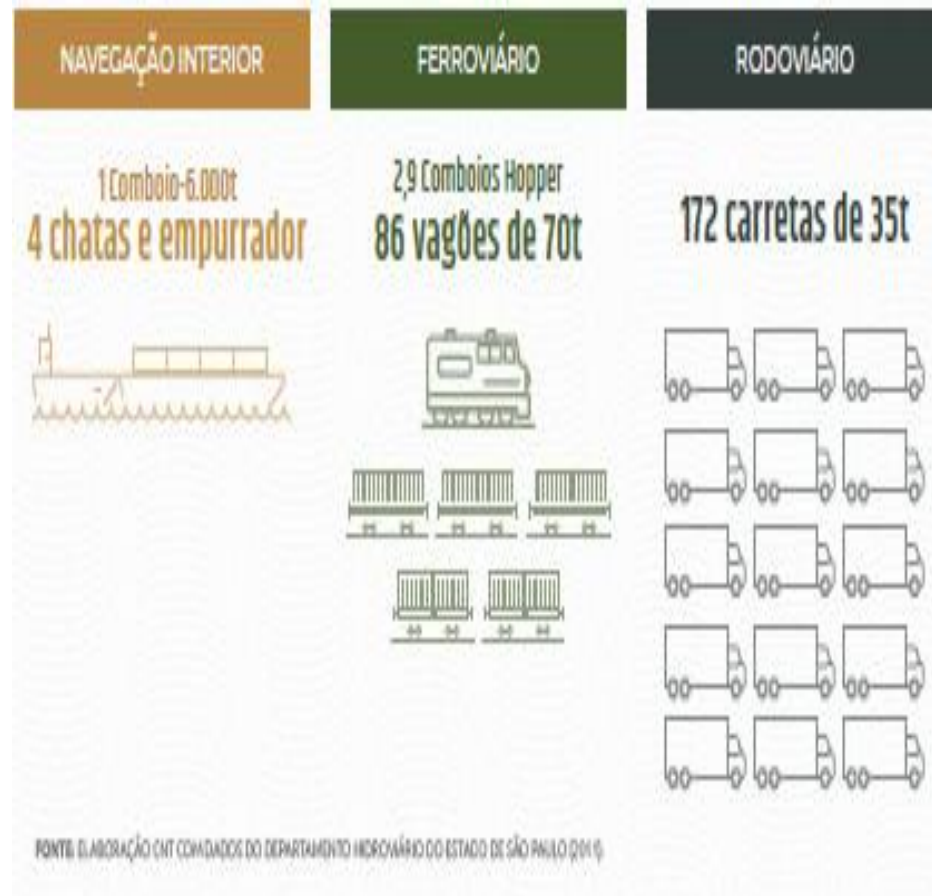 NAVEGAÇÃO INTERIOR
1 Comboio-6.000t
4 chatas e empurrador
FERROVIÁRIO
2,9 Comboios Hopper
86 vagões de 70t
RODOVIÁRIO
172 carretas de 35t
FONTE: ELABORAÇÃO CNT COM DADOS DO DEPARTAMENTO HIDROVIÁRIO DO ESTADO DE SÃO PAULO (2011).